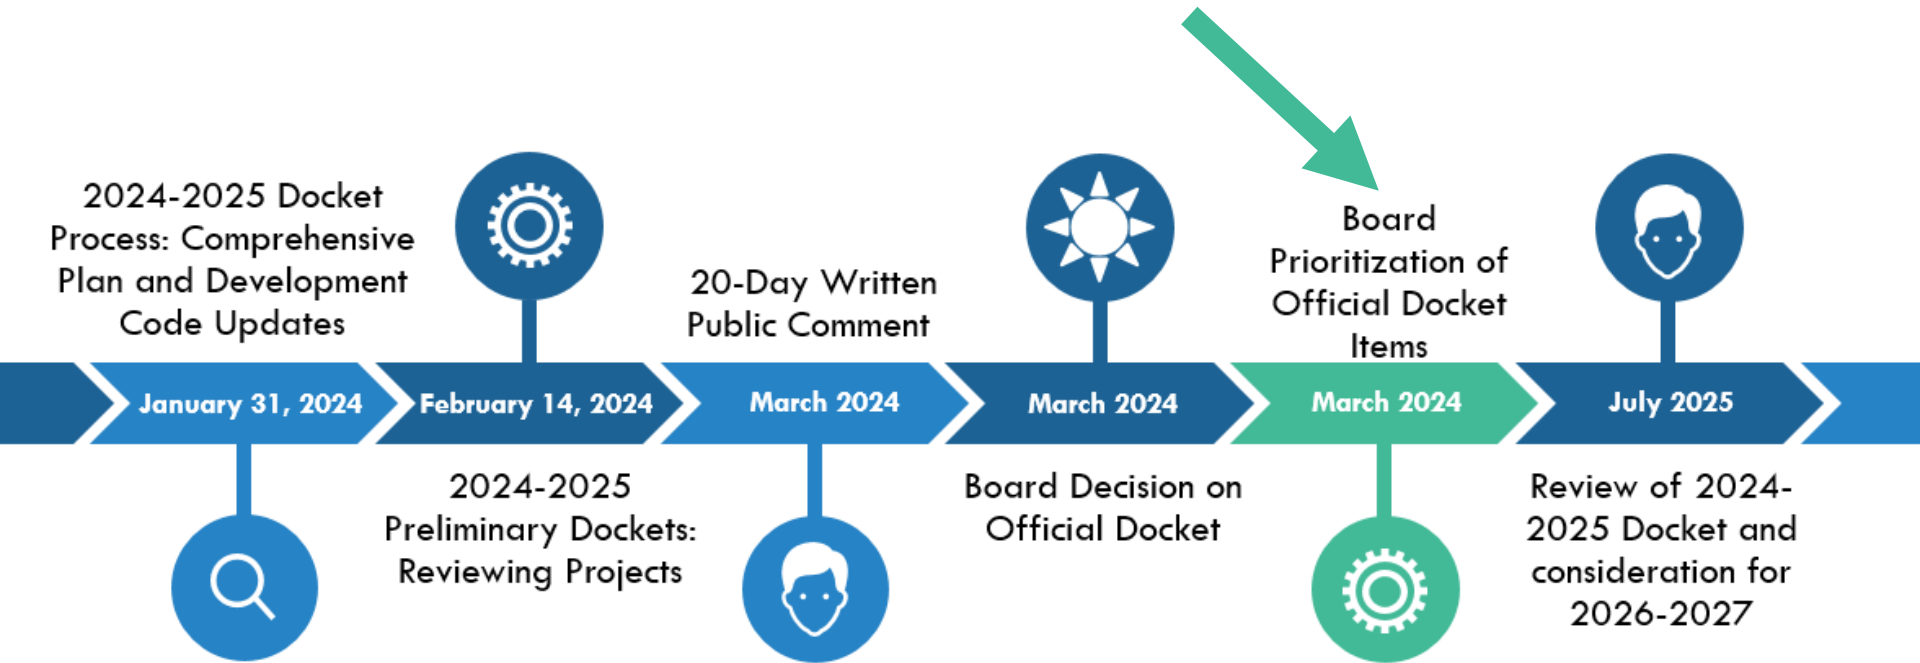 2024-2025 Docket
Process: Comprehensive
Plan and Development
Code Updates
January 31, 2024
February 14, 2024
2024-2025
Preliminary Dockets:
Reviewing Projects
20-Day Written
Public Comment
March 2024
March 2024
Board Decision on
Official Docket
Board
Prioritization of
Official Docket
Items
March 2024
July 2025
Review of 2024-
2025 Docket and
consideration for
2026-2027